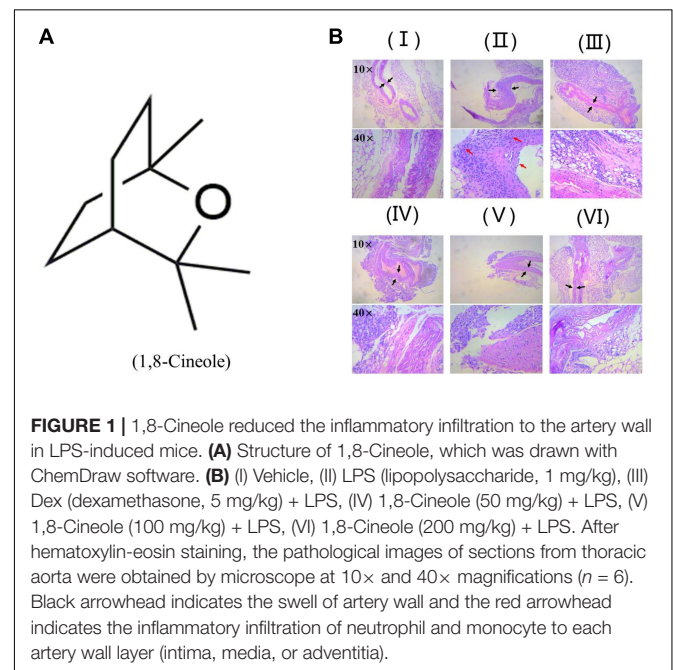 A
B
(I)
(II)
(III)
10×
40×
(IV)
(V)
(VI)
10×
40×
O
(1,8-Cineole)
FIGURE 1 | 1,8-Cineole reduced the inflammatory infiltration to the artery wall
in LPS-induced mice. (A) Structure of 1,8-Cineole, which was drawn with
ChemDraw software. (B) (I) Vehicle, (II) LPS (lipopolysaccharide, 1 mg/kg), (III)
Dex (dexamethasone, 5 mg/kg) + LPS, (IV) 1,8-Cineole (50 mg/kg) + LPS, (V)
1,8-Cineole (100 mg/kg) + LPS, (VI) 1,8-Cineole (200 mg/kg) + LPS. After
hematoxylin-eosin staining, the pathological images of sections from thoracic
aorta were obtained by microscope at 10× and 40× magnifications (n = 6).
Black arrowhead indicates the swell of artery wall and the red arrowhead
indicates the inflammatory infiltration of neutrophil and monocyte to each
artery wall layer (intima, media, or adventitia).